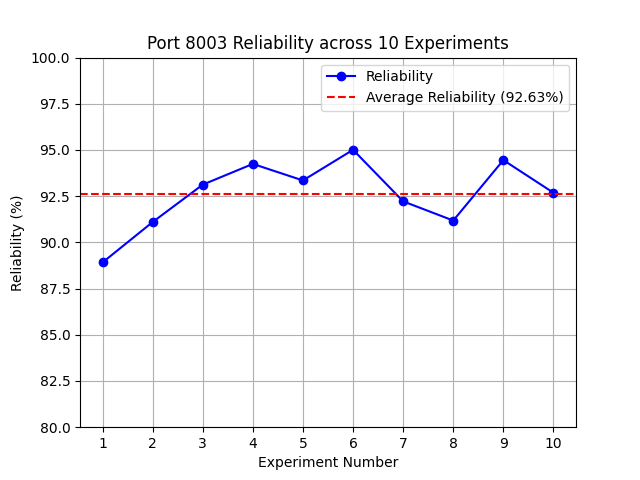 Port 8003 Reliability across 10 Experiments
100.0
97.5
95.0
92.5
90.0
87.5
85.0
82.5
80.0
Reliability (%)
Reliability
Average Reliability (92.63%)
1 2 3 4 5 6 7 8 9 10
Experiment Number